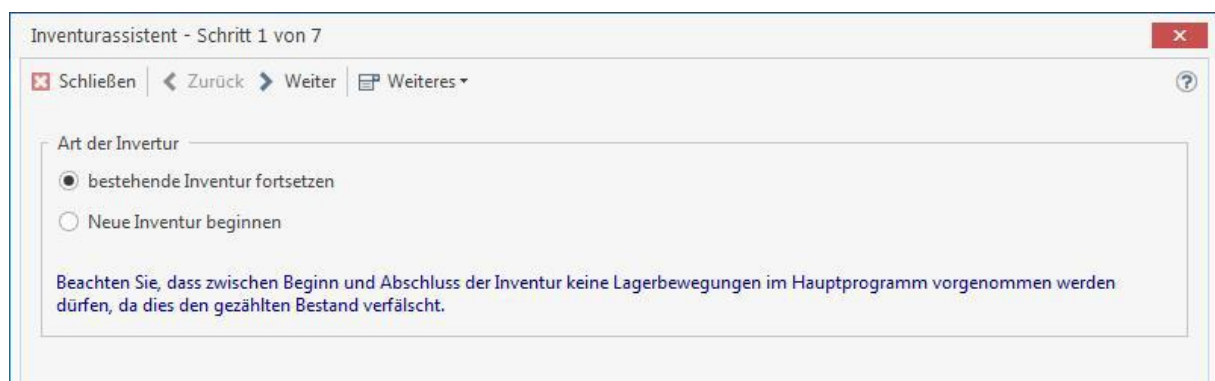 Inventurassistent - Schritt 1 von 7
Schließen Zurück Weiter Weiteres
Art der Invertur
bestehende Inventur fortsetzen
Neue Inventur beginnen
Beachten Sie, dass zwischen Beginn und Abschluss der Inventur keine Lagerbewegungen im Hauptprogramm vorgenommen werden
dürfen, da dies den gezählten Bestand verfälscht.